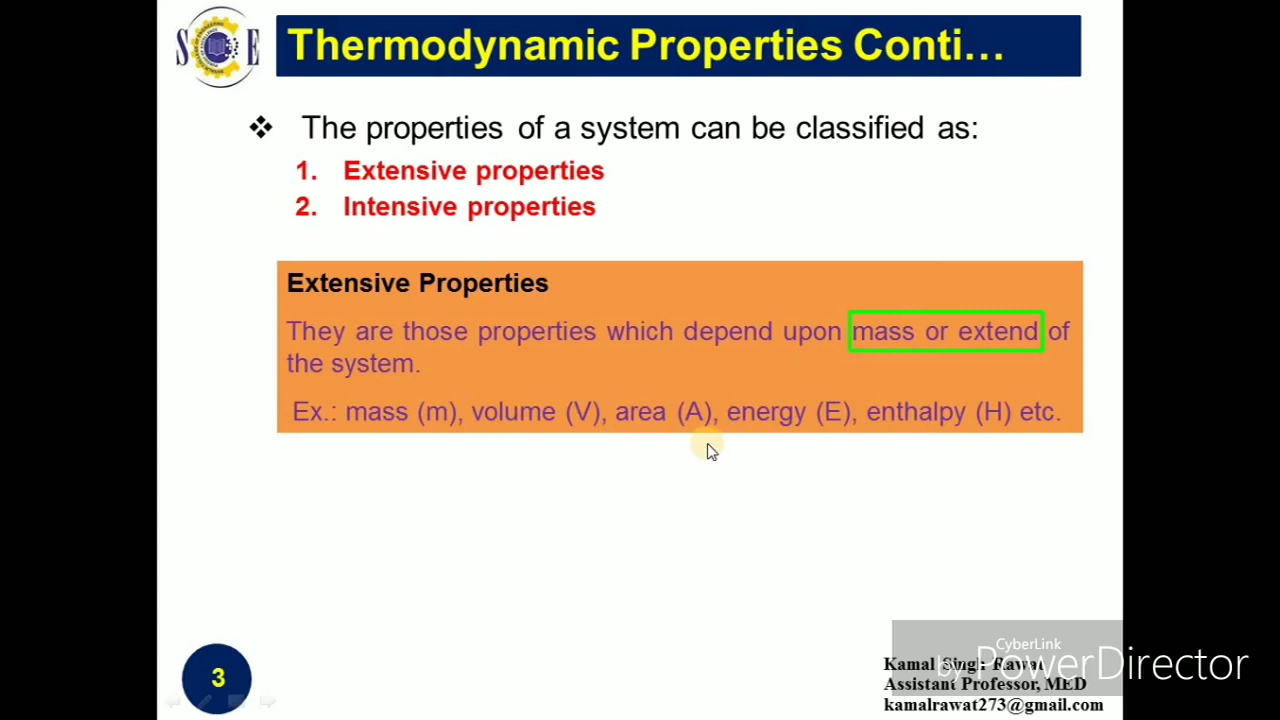 S E
Thermodynamic Properties Conti…
❖ The properties of a system can be classified as:
1. Extensive properties
2. Intensive properties
Extensive Properties
They are those properties which depend upon mass or extend of
the system.
Ex.: mass (m), volume (V), area (A), energy (E), enthalpy (H) etc.
3
CyberLink
by PowerDirector
Kamal Singh Rawat
Assistant Professor, MED
kamalrawat273@gmail.com